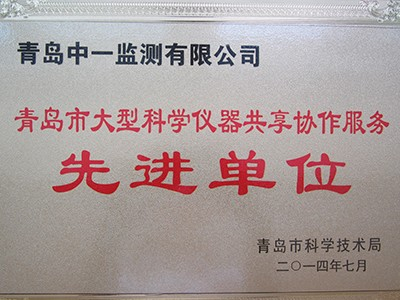 青岛中一监测有限公司
青岛市大型科学仪器共享协作服务
先进单位
青岛市科学技术局
二〇一四年七月